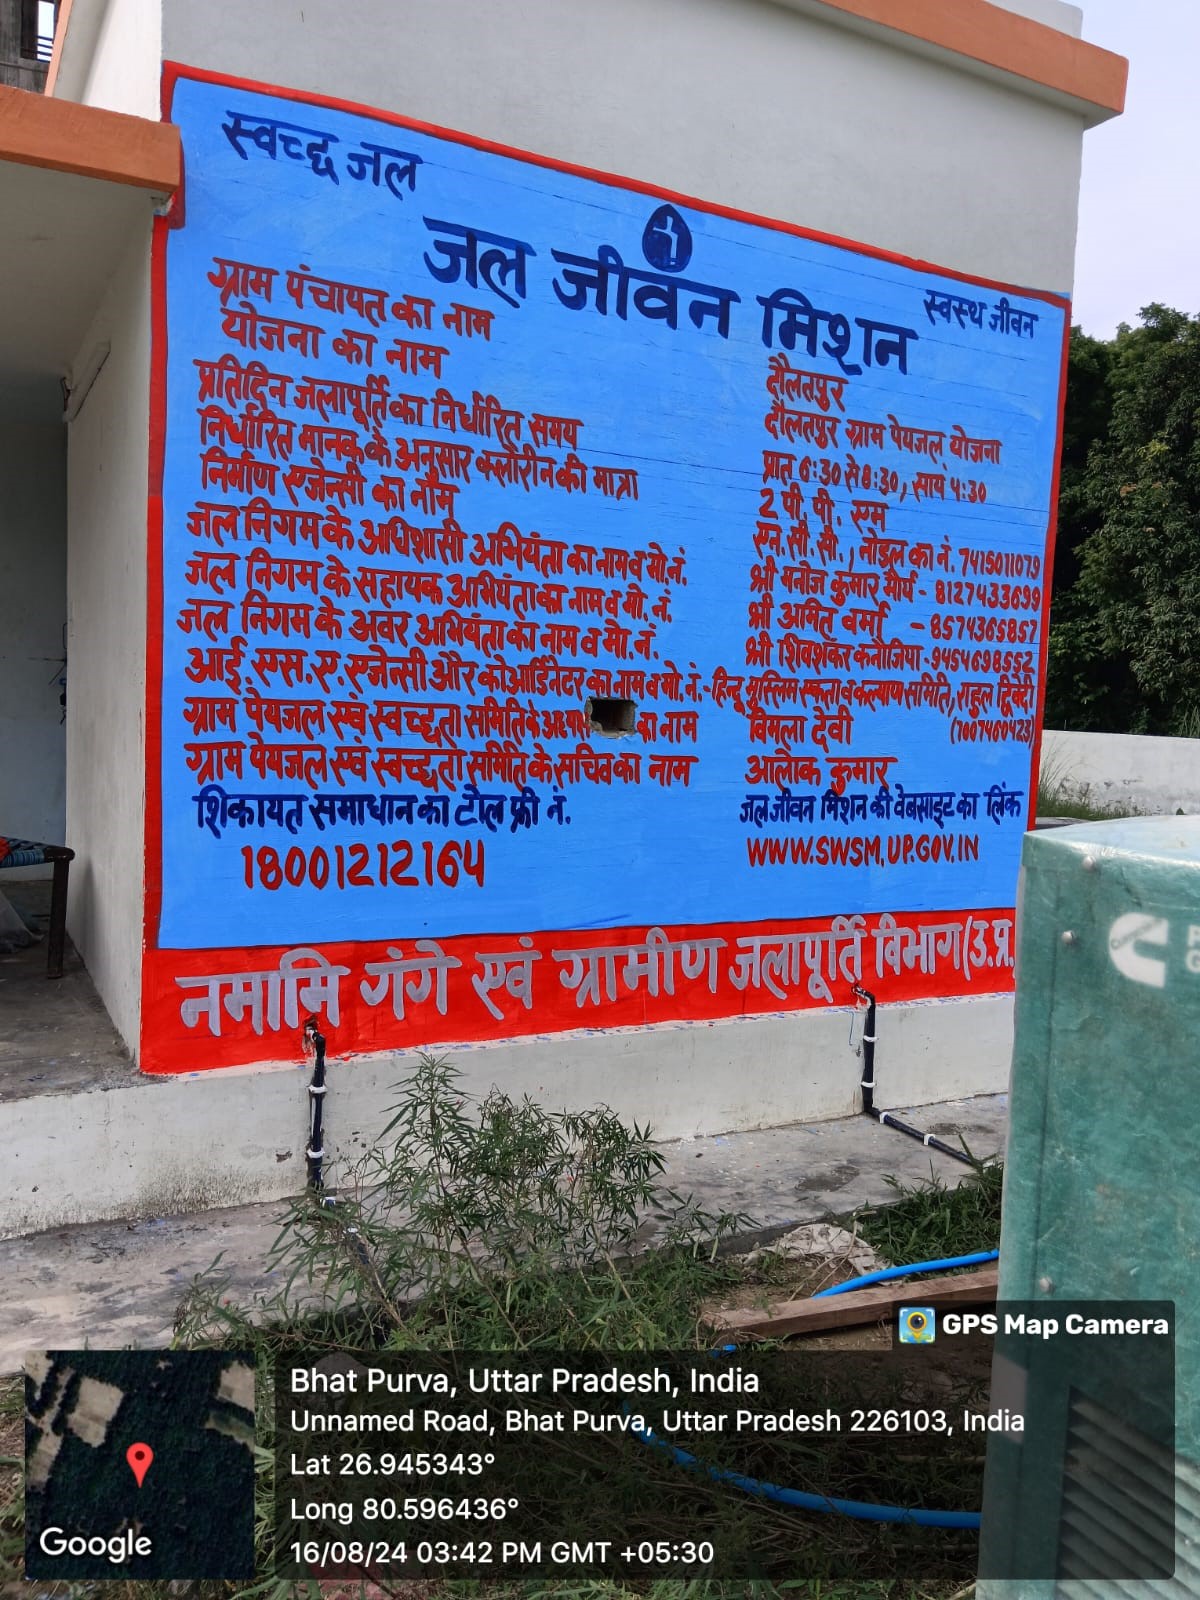 स्वच्छ जल
जल जीवन मिशन
स्वस्थ जीवन
ग्राम पंचायत का नाम दौलतपुर
योजना का नाम दौलतपुर ग्राम पेयजल योजना
प्रतिदिन जलापूर्ति का निर्धारित समय प्रात 6:30 से 8:30, सायं 4:30
निर्धारित मानक के अनुसार क्लोरीन की मात्रा 2 पी. पी. एम
निर्माण एजेन्सी का नाम एन. सी. सी., नोडल का नं. 7415011079
जल निगम के अधिशासी अभियंता का नाम व मो. नं. श्री मनोज कुमार मौर्य - 8127433699
जल निगम के सहायक अभियंता का नाम व मो. नं. श्री अमित वर्मा - 8574365857
जल निगम के अवर अभियंता का नाम व मो. नं. श्री शिवशंकर कनौजिया - 9454698552
आई. एस. ए. एजेन्सी और कोआर्डिनेटर का नाम व मो. नं. - हिन्दू मुस्लिम एकता व कल्याण समिति, राहुल द्विवेदी
(7007460423)
ग्राम पेयजल एवं स्वच्छता समिति के का नाम विमला देवी
ग्राम पेयजल एवं स्वच्छता समिति के सचिव का नाम आलोक कुमार
शिकायत समाधान का टोल फ्री नं. जल जीवन मिशन की वेबसाइट का लिंक
18001212164 WWW.SWSM.UP.GOV.IN
नमामि गंगे एवं ग्रामीण जलापूर्ति विभाग (उ.प्र.
GPS Map Camera
Bhat Purva, Uttar Pradesh, India
Unnamed Road, Bhat Purva, Uttar Pradesh 226103, India
Lat 26.945343°
Long 80.596436°
16/08/24 03:42 PM GMT +05:30
Google